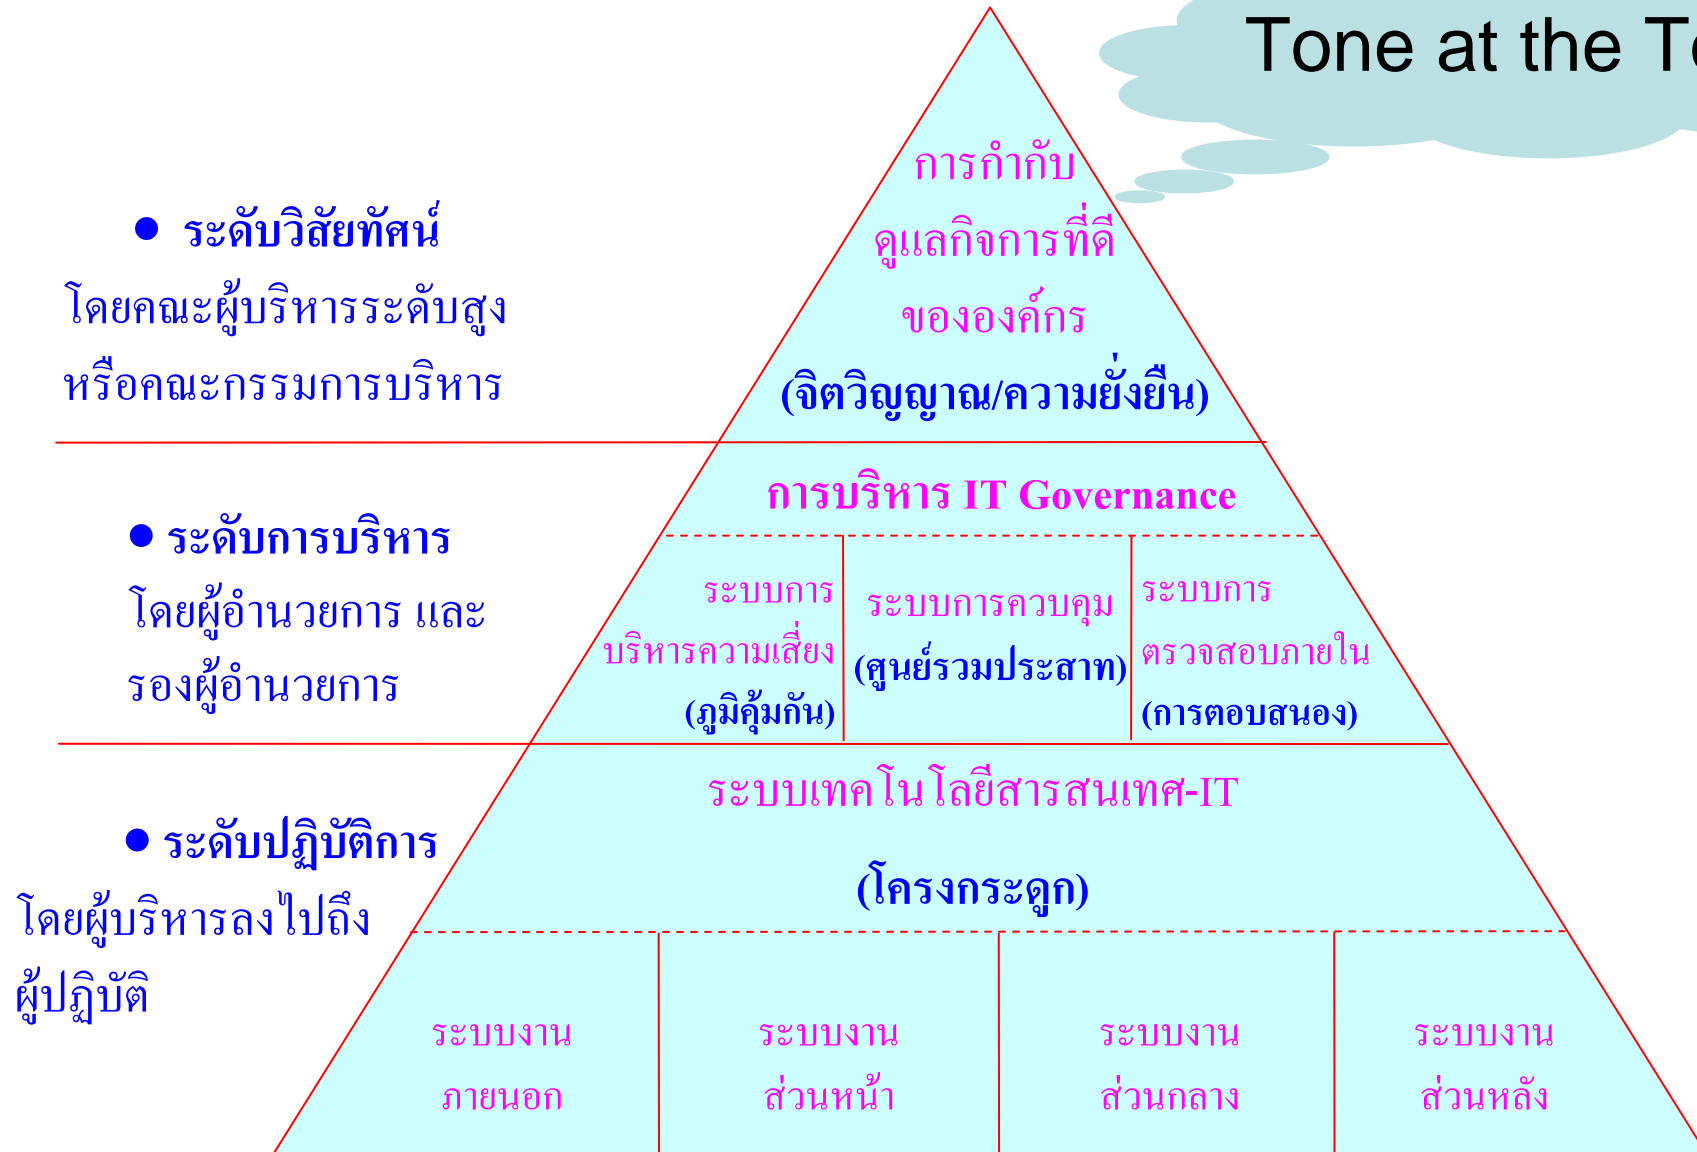 Tone at the T
การกำกับ
ดูแลกิจการที่ดี
ขององค์กร
(จิตวิญญาณ/ความยั่งยืน)
● ระดับวิสัยทัศน์
โดยคณะผู้บริหารระดับสูง
หรือคณะกรรมการบริหาร
การบริหาร IT Governance
● ระดับการบริหาร
โดยผู้อำนวยการ และ
รองผู้อำนวยการ
ระบบการ
บริหารความเสี่ยง
(ภูมิคุ้มกัน)
ระบบการควบคุม
(ศูนย์รวมประสาท)
ระบบการ
ตรวจสอบภายใน
(การตอบสนอง)
ระบบเทคโนโลยีสารสนเทศ-IT
(โครงกระดูก)
● ระดับปฏิบัติการ
โดยผู้บริหารลงไปถึง
ผู้ปฏิบัติ
ระบบงาน
ภายนอก
ระบบงาน
ส่วนหน้า
ระบบงาน
ส่วนกลาง
ระบบงาน
ส่วนหลัง